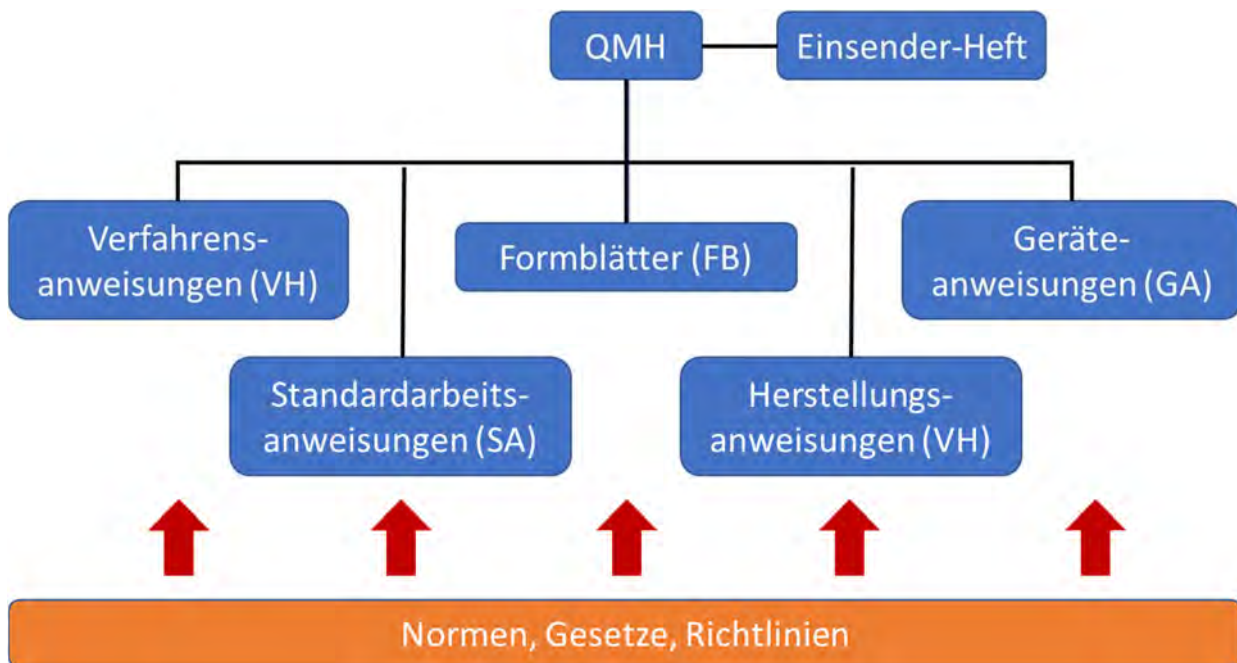 QMH
Einsender-Heft
Verfahrens-
anweisungen (VH)
Formblätter (FB)
Geräte-
anweisungen (GA)
Standardarbeits-
anweisungen (SA)
Herstellungs-
anweisungen (VH)
Normen, Gesetze, Richtlinien